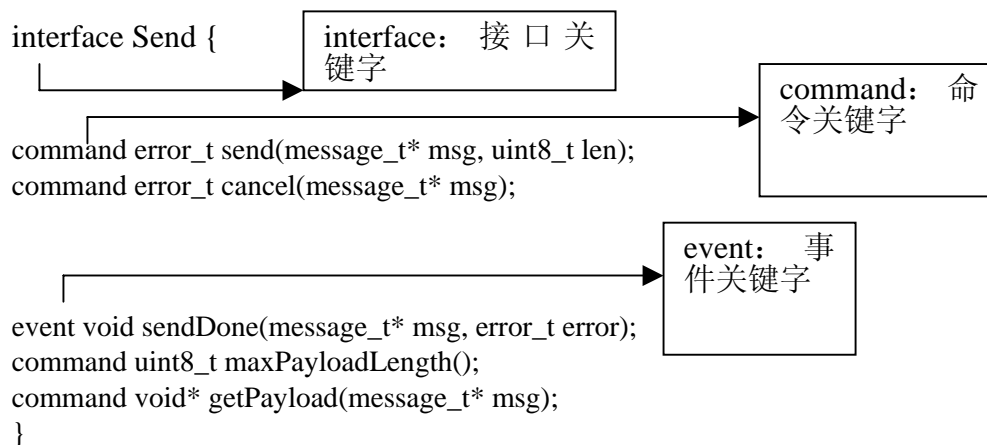 interface Send {
interface: 接口关
键字
command: 命
令关键字
command error_t send(message_t* msg, uint8_t len);
command error_t cancel(message_t* msg);
event: 事
件关键字
event void sendDone(message_t* msg, error_t error);
command uint8_t maxPayloadLength();
command void* getPayload(message_t* msg);
}